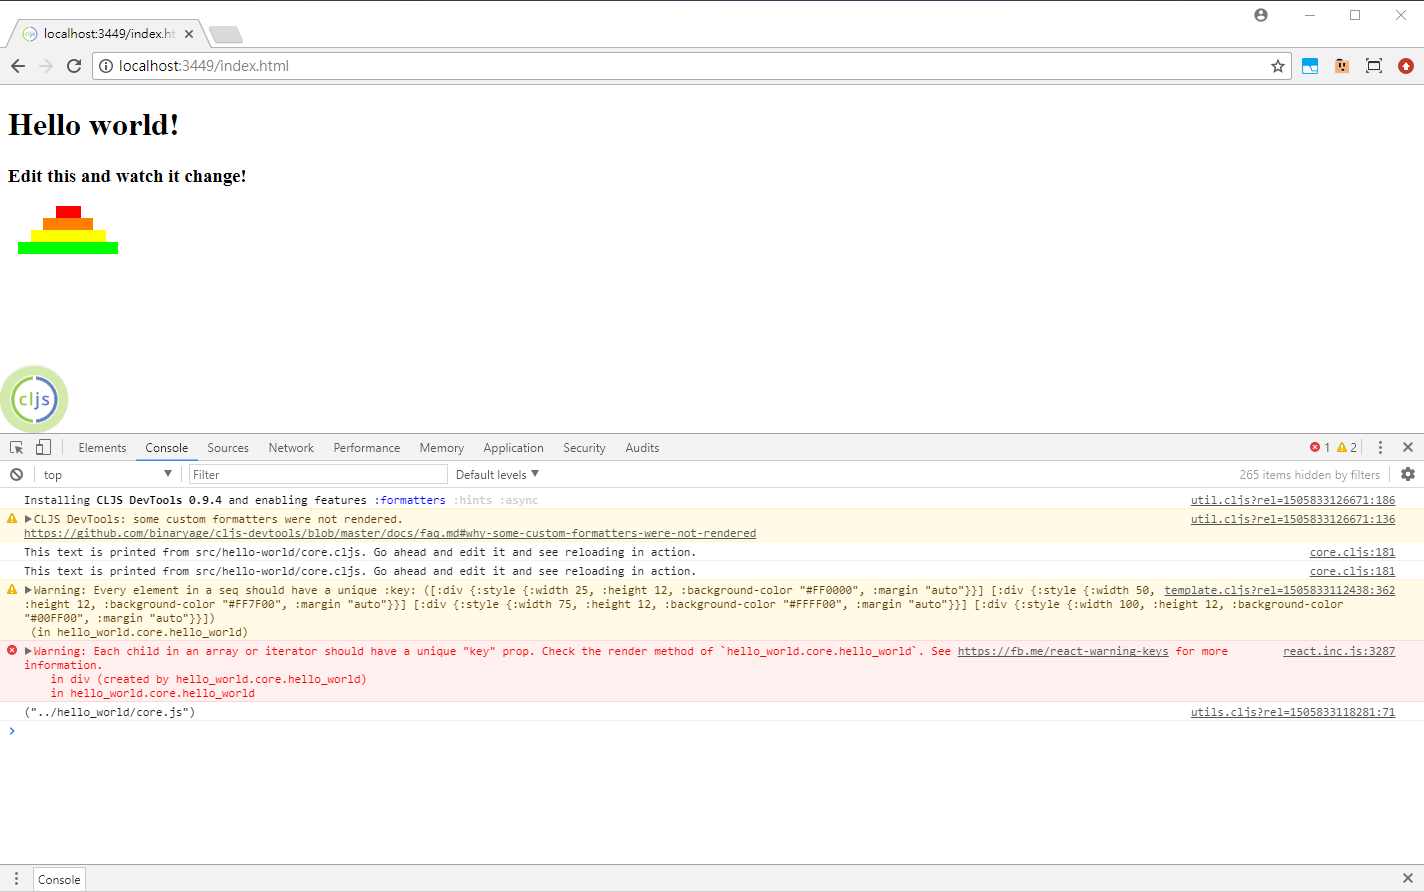 localhost:3449/index.ht
localhost:3449/index.html
Hello world!
Edit this and watch it change!
cljs
Elements Console Sources Network Performance Memory Application Security Audits 1 2
top Filter Default levels 265 items hidden by filters
Installing CLJS DevTools 0.9.4 and enabling features :formatters :hints :async util.cljs?rel=1505833126671:186
CLJS DevTools: some custom formatters were not rendered. util.cljs?rel=1505833126671:136
https://github.com/binaryage/cljs-devtools/blob/master/docs/faq.md#why-some-custom-formatters-were-not-rendered
This text is printed from src/hello-world/core.cljs. Go ahead and edit it and see reloading in action. core.cljs:181
This text is printed from src/hello-world/core.cljs. Go ahead and edit it and see reloading in action. core.cljs:181
Warning: Every element in a seq should have a unique :key: ([:div {:style {:width 25, :height 12, :background-color "#FF0000", :margin "auto"}}] [:div {:style {:width 50, template.cljs?rel=1505833112438:362
:height 12, :background-color "#FF7F00", :margin "auto"}}] [:div {:style {:width 75, :height 12, :background-color "#FFFF00", :margin "auto"}}] [:div {:style {:width 100, :height 12, :background-color
"#00FF00", :margin "auto"}}])
(in hello_world.core.hello_world)
Warning: Each child in an array or iterator should have a unique "key" prop. Check the render method of `hello_world.core.hello_world`. See https://fb.me/react-warning-keys for more react.inc.js:3287
information.
in div (created by hello_world.core.hello_world)
in hello_world.core.hello_world
("../hello_world/core.js") utils.cljs?rel=1505833118281:71
Console